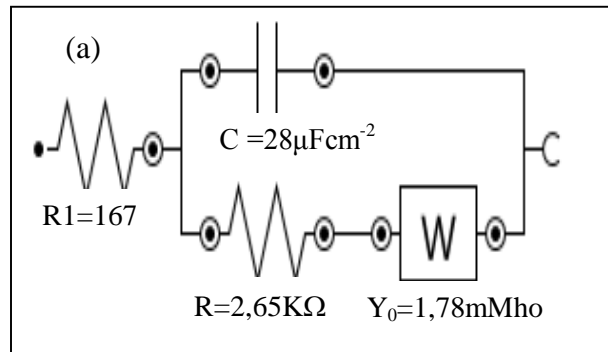 (a)
C =28µFcm-2
R1=167
W
R=2,65KΩ
Y₀=1,78mMho